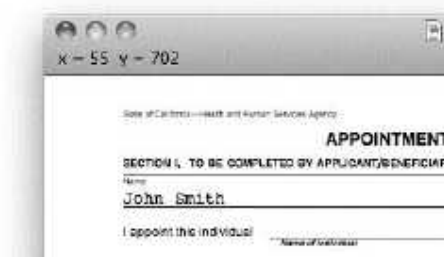 x = 55 y = 702
State of California—Health and Human Services Agency
APPOINTMENT
SECTION I. TO BE COMPLETED BY APPLICANT/BENEFICIAR
Name
John Smith
I appoint this individual
Name of individual